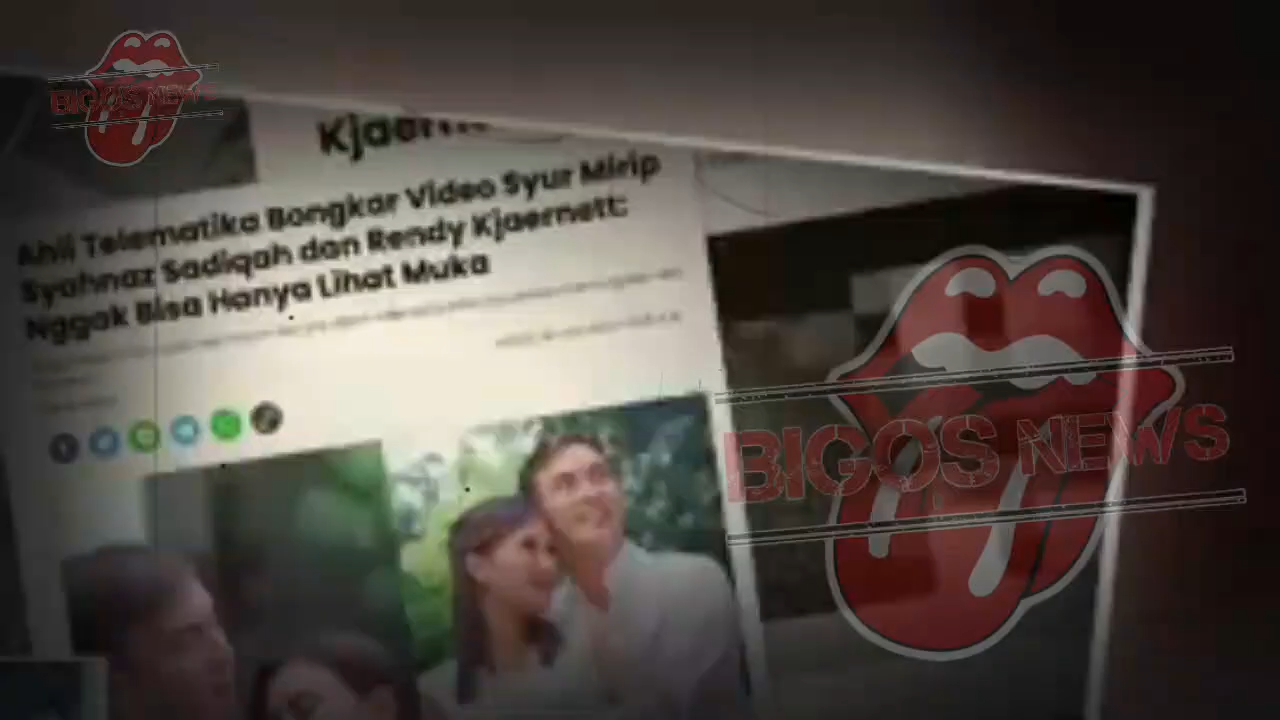 BIGOS NEWS
Ahli Telematika Bongkar Video Syur Mirip
Syahnaz Sadiqah dan Rendy Kjaernett:
Nggak Bisa Hanya Lihat Muka
BIGOS NEWS